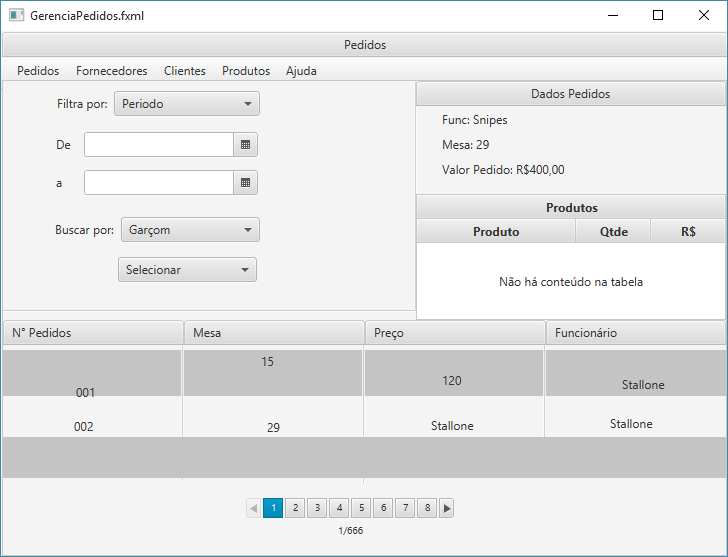 GerenciaPedidos.fxml
Pedidos
Pedidos Fornecedores Clientes Produtos Ajuda
Filtra por: Periodo
De
a
Buscar por: Garçom
Selecionar
Dados Pedidos
Func: Snipes
Mesa: 29
Valor Pedido: R$400,00
Produtos
Produto Qtde R$
Não há conteúdo na tabela
N° Pedidos Mesa Preço Funcionário
001 15 120 Stallone
002 29 Stallone Stallone
1 2 3 4 5 6 7 8
1/666